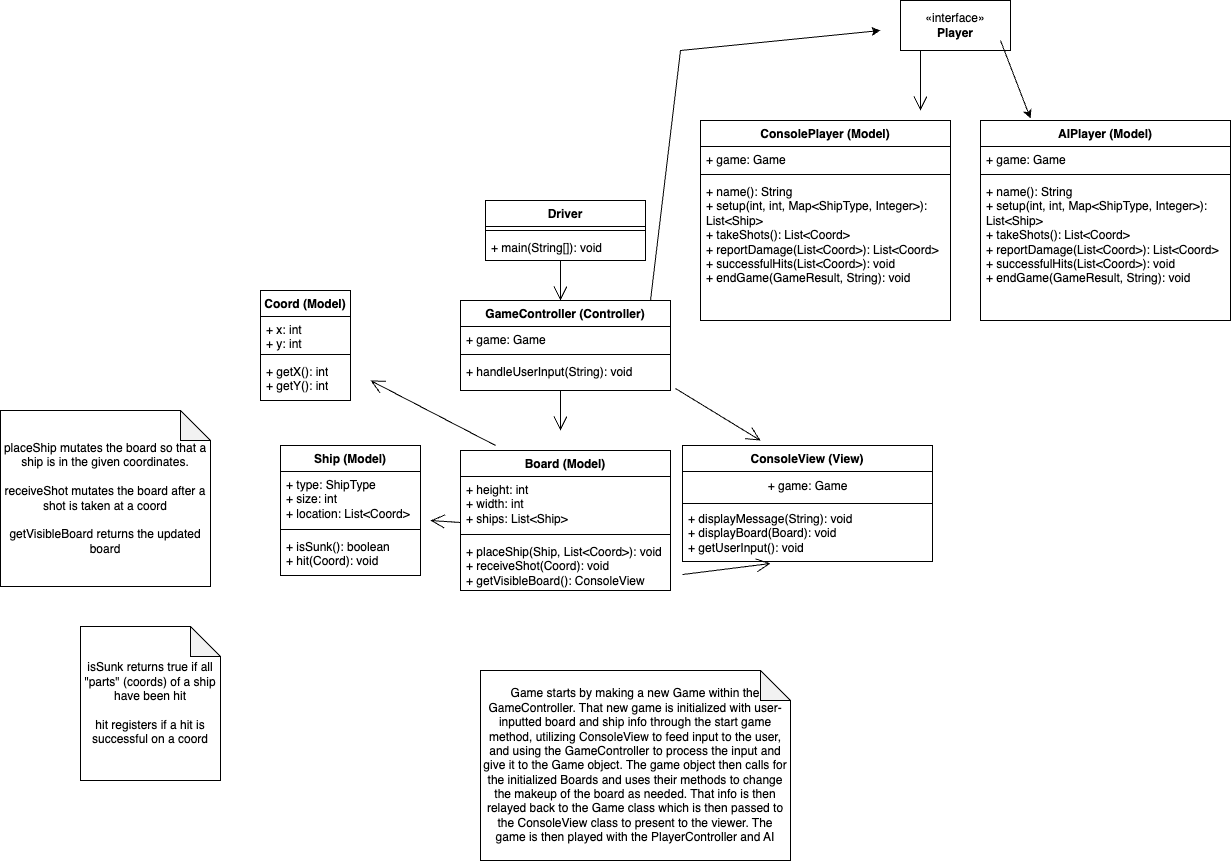 «interface»
Player
ConsolePlayer (Model)
+ game: Game
+ name(): String
+ setup(int, int, Map<ShipType, Integer>):
List<Ship>
+ takeShots(): List<Coord>
+ reportDamage(List<Coord>): List<Coord>
+ successfulHits(List<Coord>): void
+ endGame(GameResult, String): void
AIPlayer (Model)
+ game: Game
+ name(): String
+ setup(int, int, Map<ShipType, Integer>):
List<Ship>
+ takeShots(): List<Coord>
+ reportDamage(List<Coord>): List<Coord>
+ successfulHits(List<Coord>): void
+ endGame(GameResult, String): void
Driver
+ main(String[]): void
Coord (Model)
+ x: int
+ y: int
+ getX(): int
+ getY(): int
GameController (Controller)
+ game: Game
+ handleUserInput(String): void
placeShip mutates the board so that a
ship is in the given coordinates.
receiveShot mutates the board after a
shot is taken at a coord
getVisibleBoard returns the updated
board
Ship (Model)
+ type: ShipType
+ size: int
+ location: List<Coord>
+ isSunk(): boolean
+ hit(Coord): void
Board (Model)
+ height: int
+ width: int
+ ships: List<Ship>
+ placeShip(Ship, List<Coord>): void
+ receiveShot(Coord): void
+ getVisibleBoard(): ConsoleView
ConsoleView (View)
+ game: Game
+ displayMessage(String): void
+ displayBoard(Board): void
+ getUserInput(): void
isSunk returns true if all
"parts" (coords) of a ship
have been hit
hit registers if a hit is
successful on a coord
Game starts by making a new Game within the
GameController. That new game is initialized with user-
inputted board and ship info through the start game
method, utilizing ConsoleView to feed input to the user,
and using the GameController to process the input and
give it to the Game object. The game object then calls for
the initialized Boards and uses their methods to change
the makeup of the board as needed. That info is then
relayed back to the Game class which is then passed to
the ConsoleView class to present to the viewer. The
game is then played with the PlayerController and AI